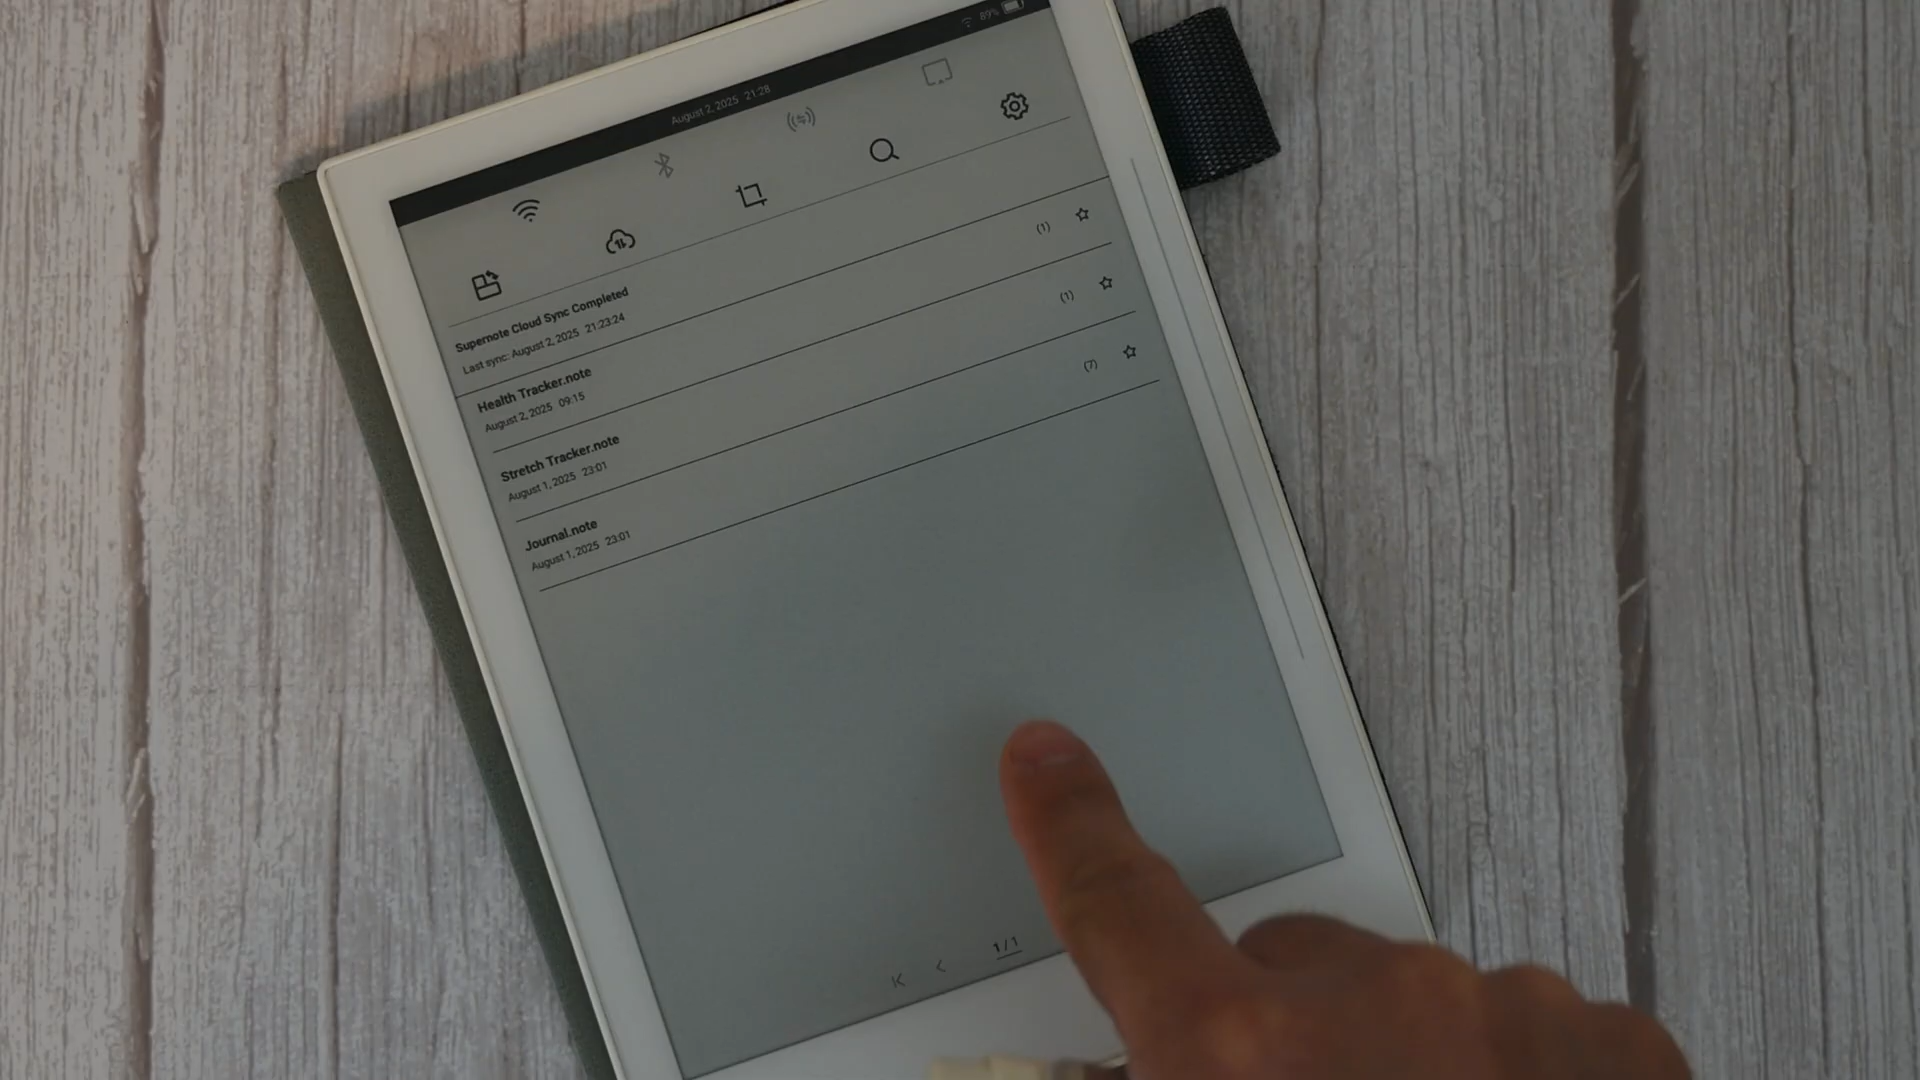 89%
August 2, 2025 21:28
Supernote Cloud Sync Completed
Last sync: August 2, 2025 21:23:24
Health Tracker.note
(1)
August 2, 2025 09:15
Stretch Tracker.note
(1)
August 1, 2025 23:01
Journal.note
(7)
August 1, 2025 23:01
1/1